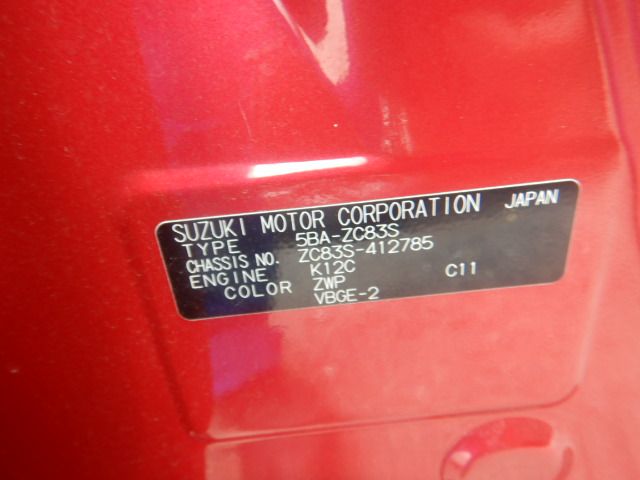 SUZUKI MOTOR CORPORATION JAPAN
TYPE 5BA-ZC83S
CHASSIS NO. ZC83S-412785
ENGINE K12C C11
COLOR ZWP
VBGE-2